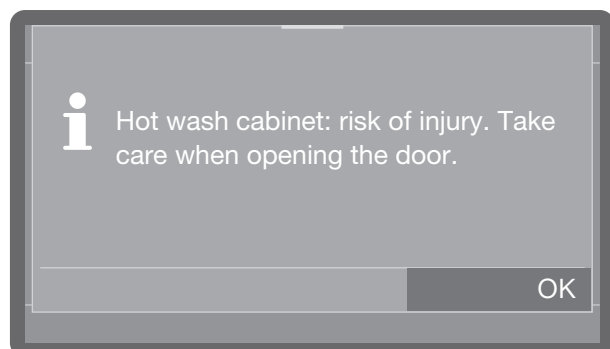 Hot wash cabinet: risk of injury. Take
care when opening the door.
OK